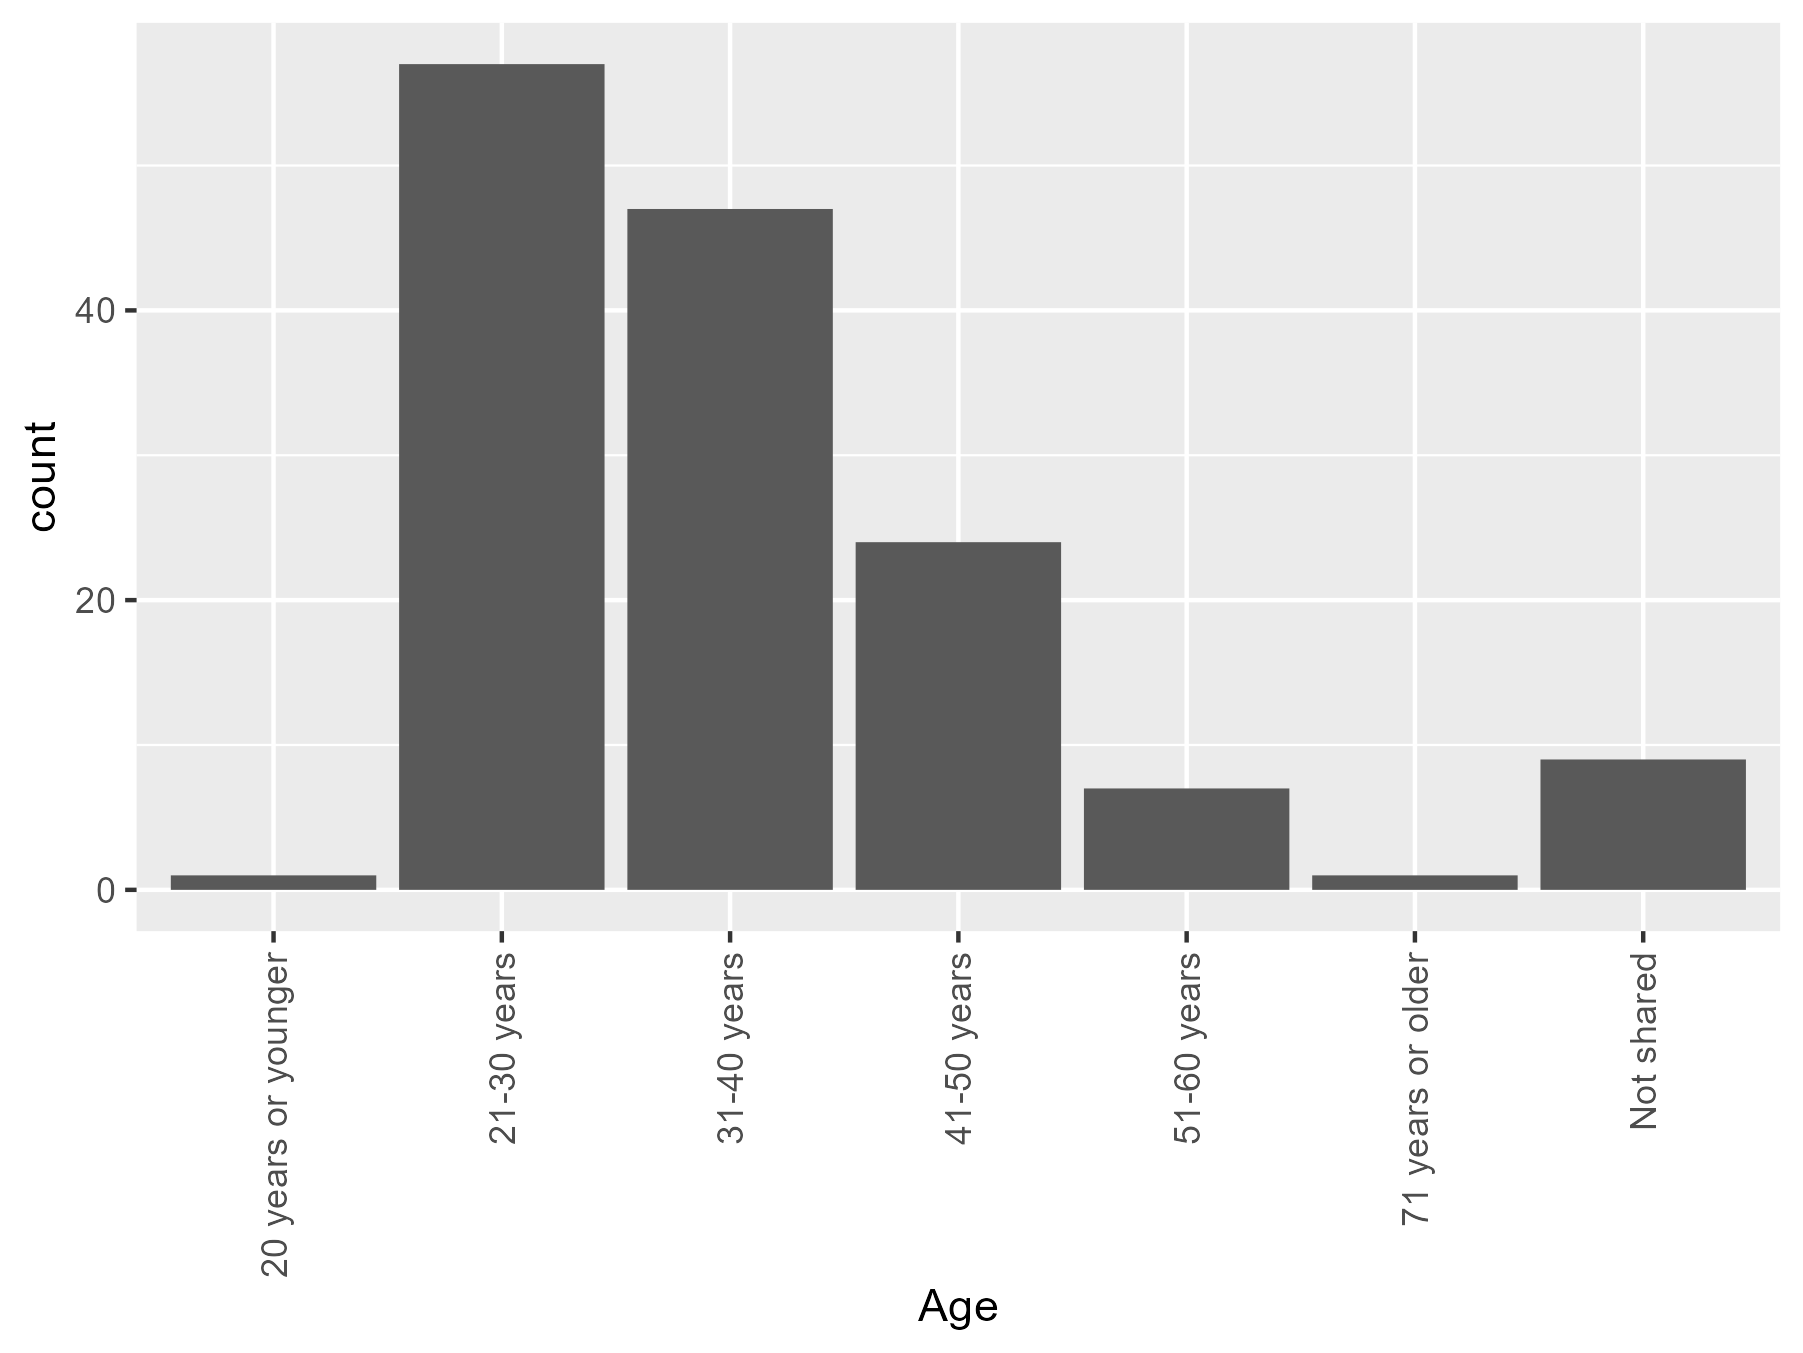 count
40
20
0
20 years or younger
21-30 years
31-40 years
41-50 years
51-60 years
71 years or older
Not shared
Age